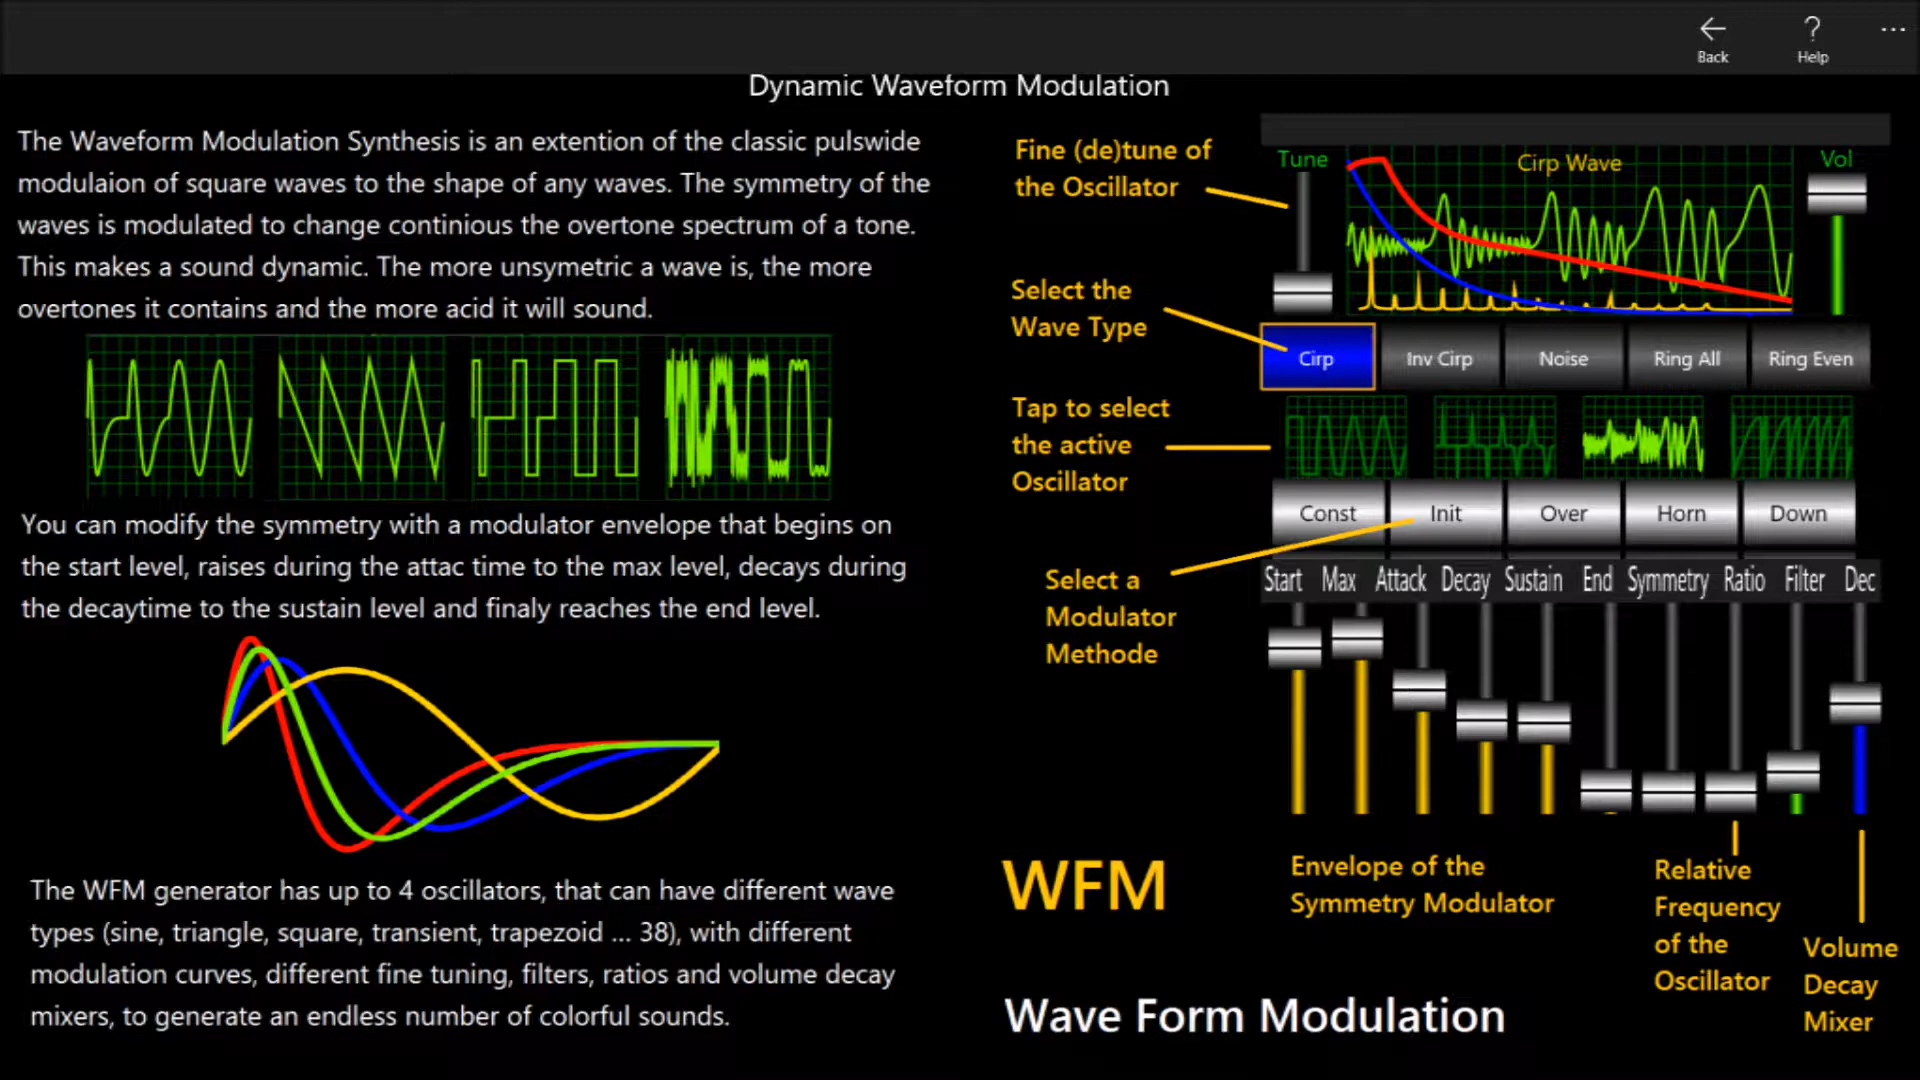 Back
Help
Dynamic Waveform Modulation
The Waveform Modulation Synthesis is an extention of the classic pulswide
modulaion of square waves to the shape of any waves. The symmetry of the
waves is modulated to change continious the overtone spectrum of a tone.
This makes a sound dynamic. The more unsymetric a wave is, the more
overtones it contains and the more acid it will sound.
You can modify the symmetry with a modulator envelope that begins on
the start level, raises during the attac time to the max level, decays during
the decaytime to the sustain level and finaly reaches the end level.
The WFM generator has up to 4 oscillators, that can have different wave
types (sine, triangle, square, transient, trapezoid ... 38), with different
modulation curves, different fine tuning, filters, ratios and volume decay
mixers, to generate an endless number of colorful sounds.
Fine (de)tune of
the Oscillator
Select the
Wave Type
Tap to select
the active
Oscillator
Select a
Modulator
Methode
Tune
Cirp Wave
Vol
Cirp
Inv Cirp
Noise
Ring All
Ring Even
Const
Init
Over
Horn
Down
Start Max Attack Decay Sustain End Symmetry Ratio Filter Dec
WFM
Envelope of the
Symmetry Modulator
Relative
Frequency
of the
Oscillator
Volume
Decay
Mixer
Wave Form Modulation